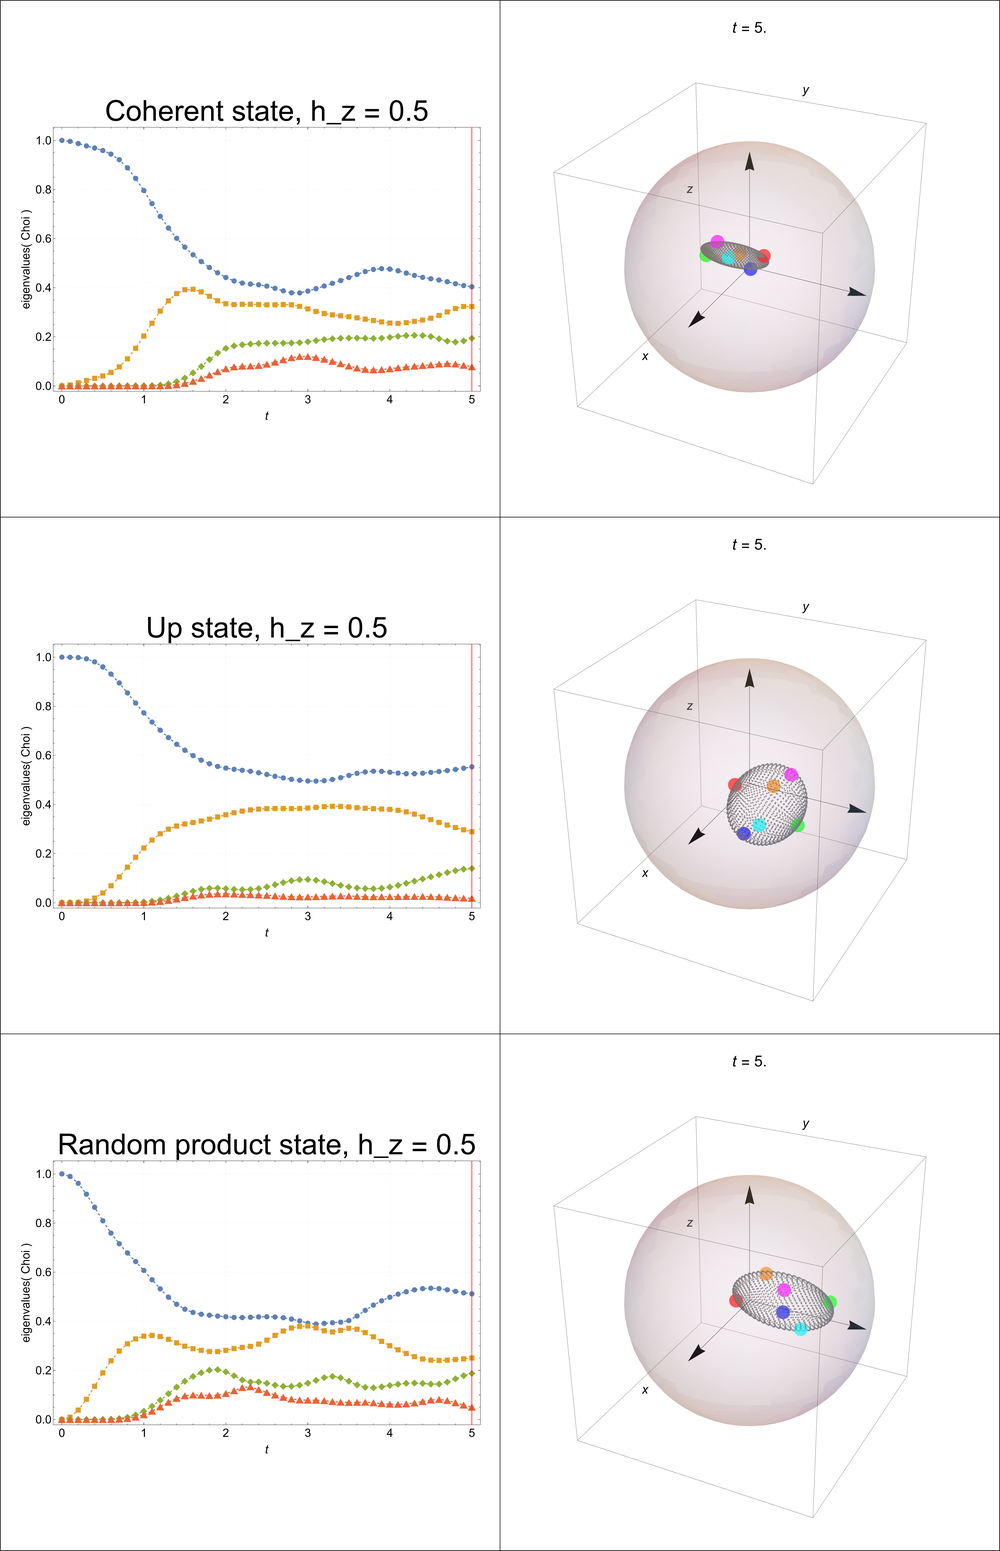 Coherent state, h_z = 0.5
eigenvalues( Choi )
1.0
0.8
0.6
0.4
0.2
0.0
0 1 2 3 4 5
t
t = 5.
y
z
x
Up state, h_z = 0.5
eigenvalues( Choi )
1.0
0.8
0.6
0.4
0.2
0.0
0 1 2 3 4 5
t
t = 5.
y
z
x
Random product state, h_z = 0.5
eigenvalues( Choi )
1.0
0.8
0.6
0.4
0.2
0.0
0 1 2 3 4 5
t
t = 5.
y
z
x